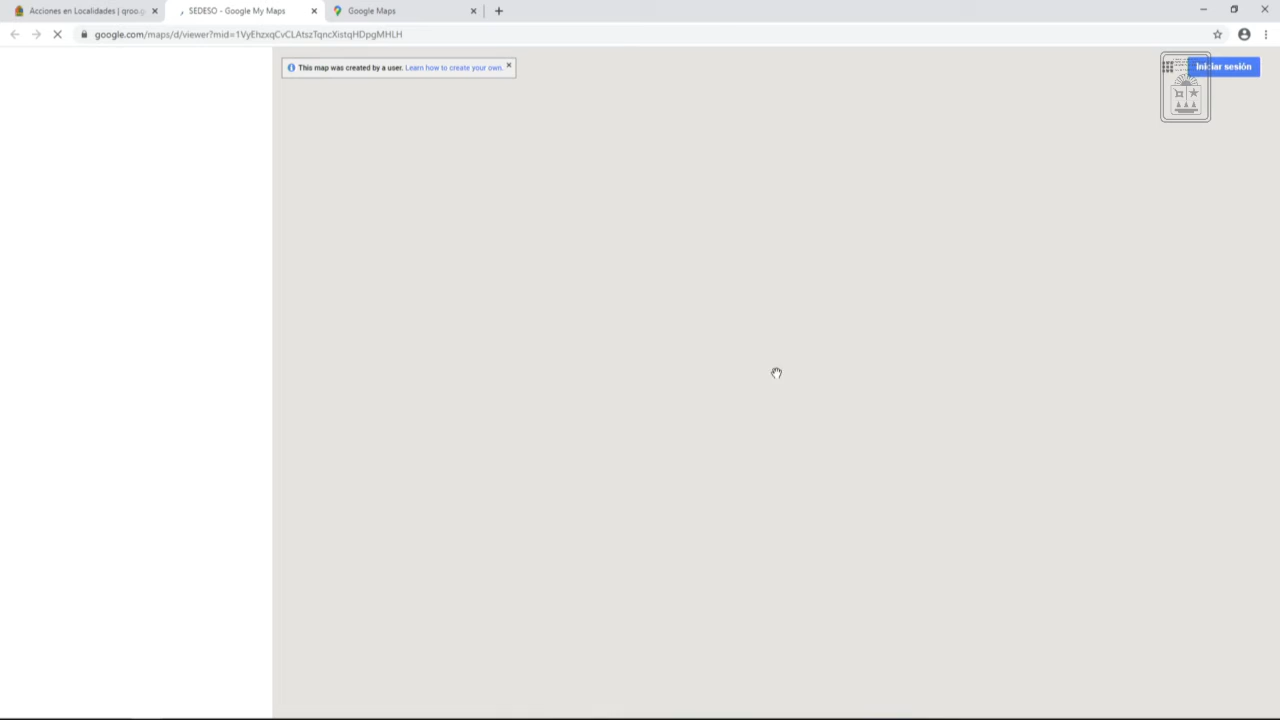 Acciones en Localidades | qroo.g
SEDESO - Google My Maps
Google Maps
google.com/maps/d/viewer?mid=1VyEhzxqCvCLAtszTqncXistqHDpgMHLH
This map was created by a user. Learn how to create your own.
Iniciar sesión